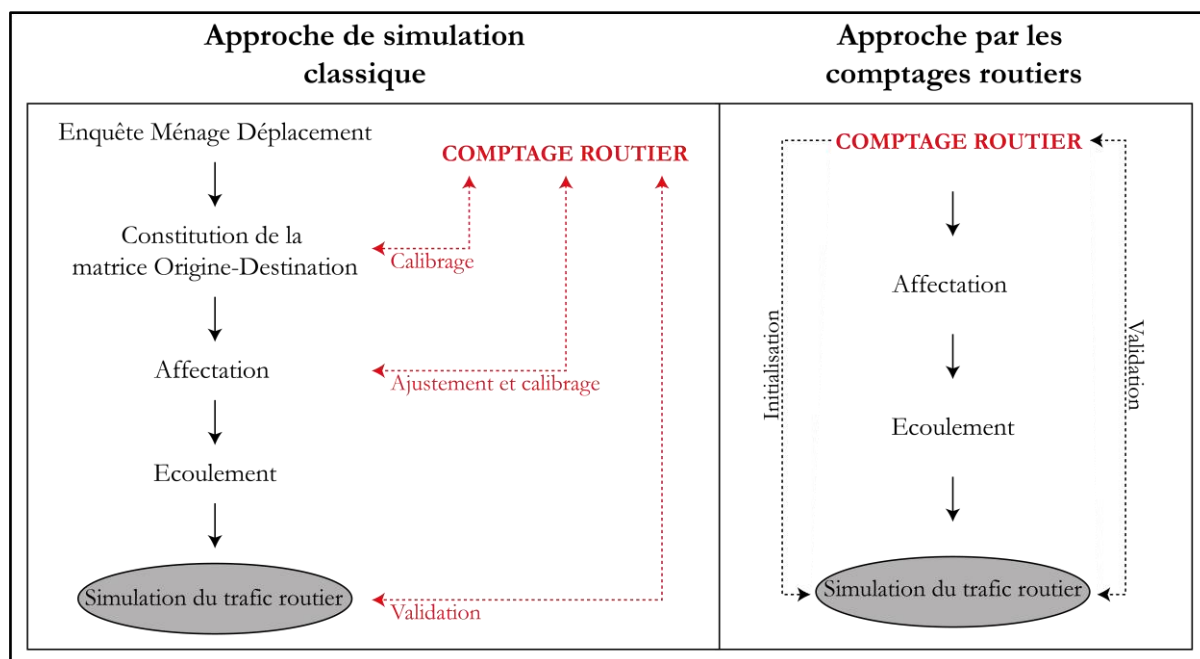 Approche de simulation
classique
Enquête Ménage Déplacement
COMPTAGE ROUTIER
Constitution de la
matrice Origine-Destination
Calibrage
Affectation
Ajustement et calibrage
Ecoulement
Simulation du trafic routier
Validation
Approche par les
comptages routiers
COMPTAGE ROUTIER
Affectation
Initialisation
Validation
Ecoulement
Simulation du trafic routier